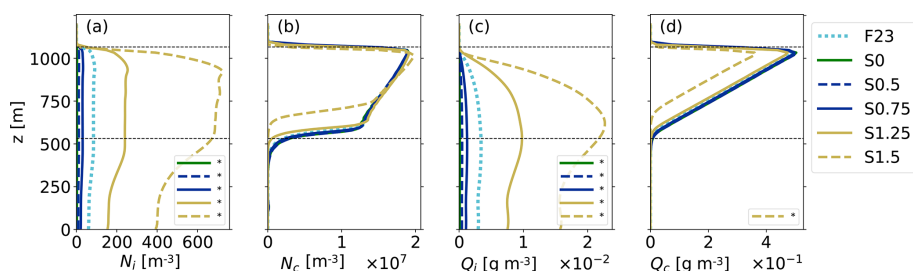 (a)
(b)
(c)
(d)
z [m]
1000
750
500
250
0
*
*
*
*
*
*
*
*
*
*
*
0 200 400 600
N_i [m⁻³]
0 1 2
N_c [m⁻³] ×10⁷
0 1 2
Q_i [g m⁻³] ×10⁻²
0 2 4
Q_c [g m⁻³] ×10⁻¹
F23
S0
S0.5
S0.75
S1.25
S1.5